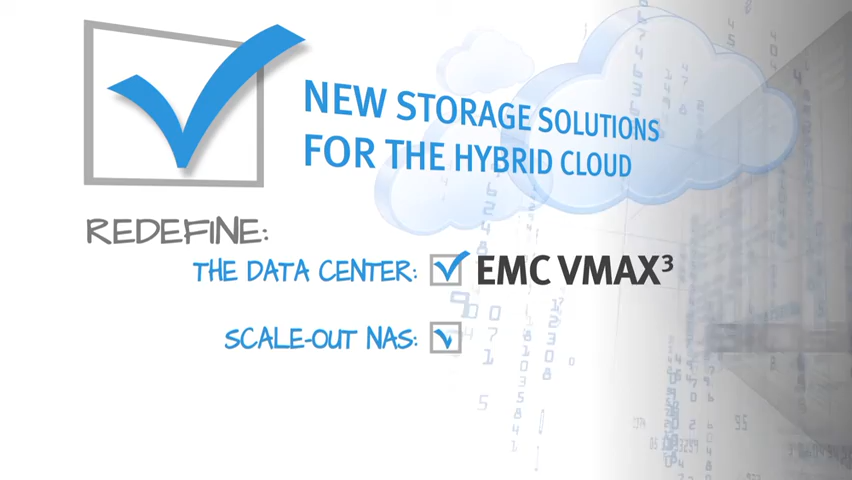 NEW STORAGE SOLUTIONS
FOR THE HYBRID CLOUD
REDEFINE:
THE DATA CENTER: EMC VMAX³
SCALE-OUT NAS: